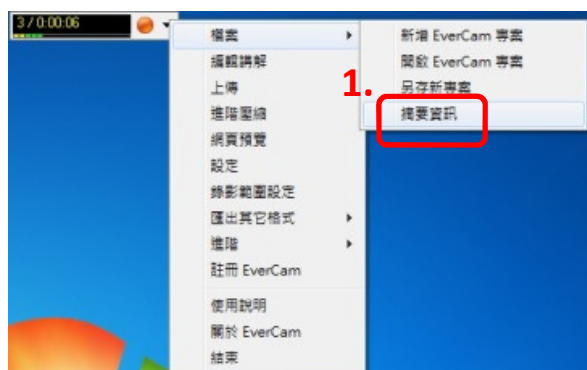 3 / 0:00:06
檔案
編輯講解
上傳
進階壓縮
網頁預覽
設定
錄影範圍設定
匯出其它格式
進階
註冊 EverCam
使用說明
關於 EverCam
結束
新增 EverCam 專案
開啟 EverCam 專案
另存新專案
1.
摘要資訊